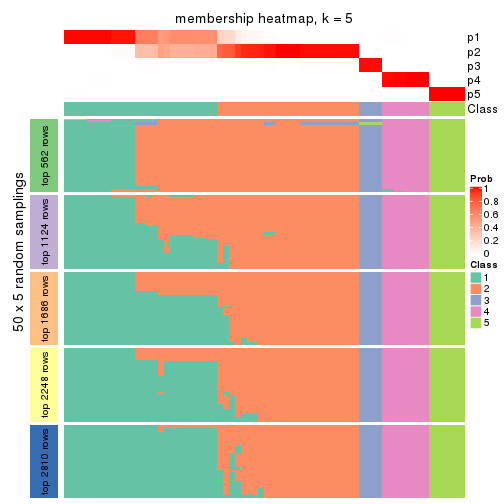 membership heatmap, k = 5
p1
p2
p3
p4
p5
Class
50 x 5 random samplings
top 562 rows
top 1124 rows
top 1686 rows
top 2248 rows
top 2810 rows
Prob
1
0.8
0.6
0.4
0.2
0
Class
1
2
3
4
5